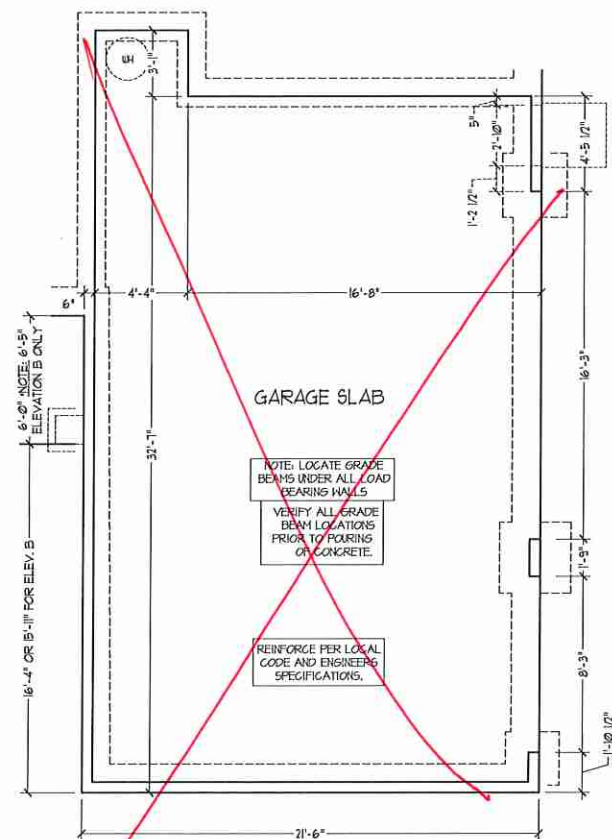 WH
3'-1"
5"
2'-10"
4'-5 1/2"
1'-2 1/2"
6"
4'-4"
16'-8"
6'-0" NOTE: 6'-5"
ELEVATION B ONLY
16'-3"
GARAGE SLAB
32'-7"
NOTE: LOCATE GRADE
BEAMS UNDER ALL LOAD
BEARING WALLS
VERIFY ALL GRADE
BEAM LOCATIONS
PRIOR TO POURING
OF CONCRETE.
1'-9"
16'-4" OR 15'-11" FOR ELEV. B
REINFORCE PER LOCAL
CODE AND ENGINEERS
SPECIFICATIONS.
8'-3"
1'-10 1/2"
21'-6"